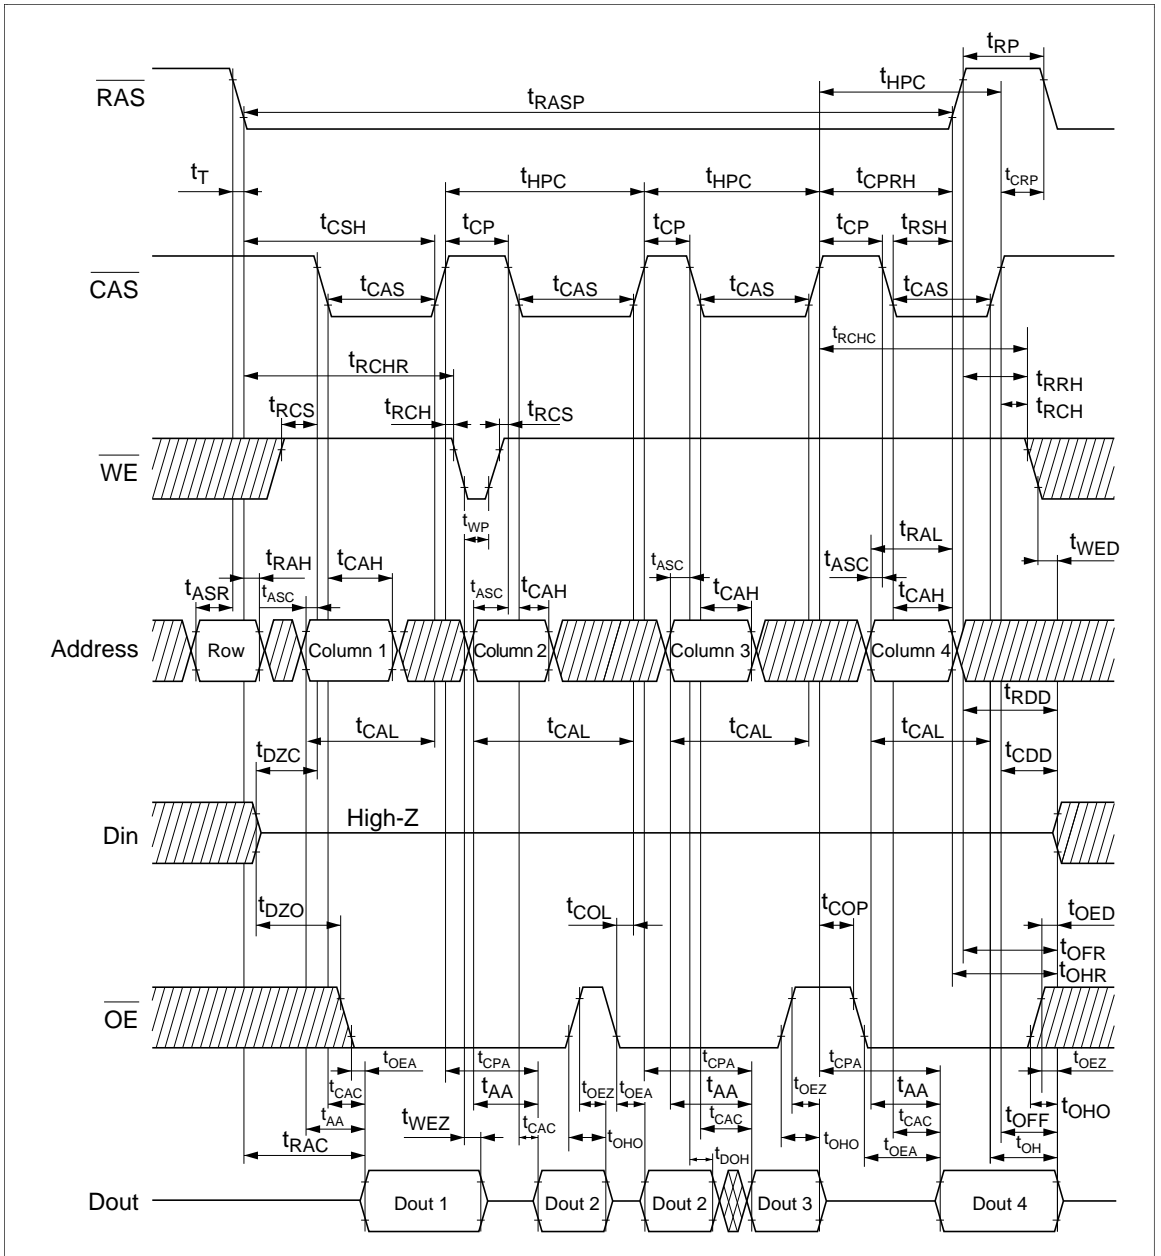 tRP
tHPC
RAS
tRASP
tT
tHPC tHPC tCPRH tCRP
tCSH tCP tCP tCP tRSH
CAS
tCAS tCAS tCAS tCAS
tRCHC
tRCHR tRRH
tRCS tRCH tRCS tRCH
WE
tWP
tRAL tWED
tRAH tCAH tASC tASC
tASR tASC tASC tCAH tCAH tCAH
Address Row Column 1 Column 2 Column 3 Column 4
tRDD
tCAL tCAL tCAL tCAL
tDZC tCDD
High-Z
Din
tDZO tCOL tCOP tOED
tOFR
tOHR
OE
tOEA tCPA tCPA tCPA tOEZ
tCAC tAA tOEZ tOEA tAA tOEZ tAA tOHO
tAA tWEZ tCAC tOHO tCAC tOHO tCAC tOFF
tRAC tDOH tOEA tOH
Dout Dout 1 Dout 2 Dout 2 Dout 3 Dout 4